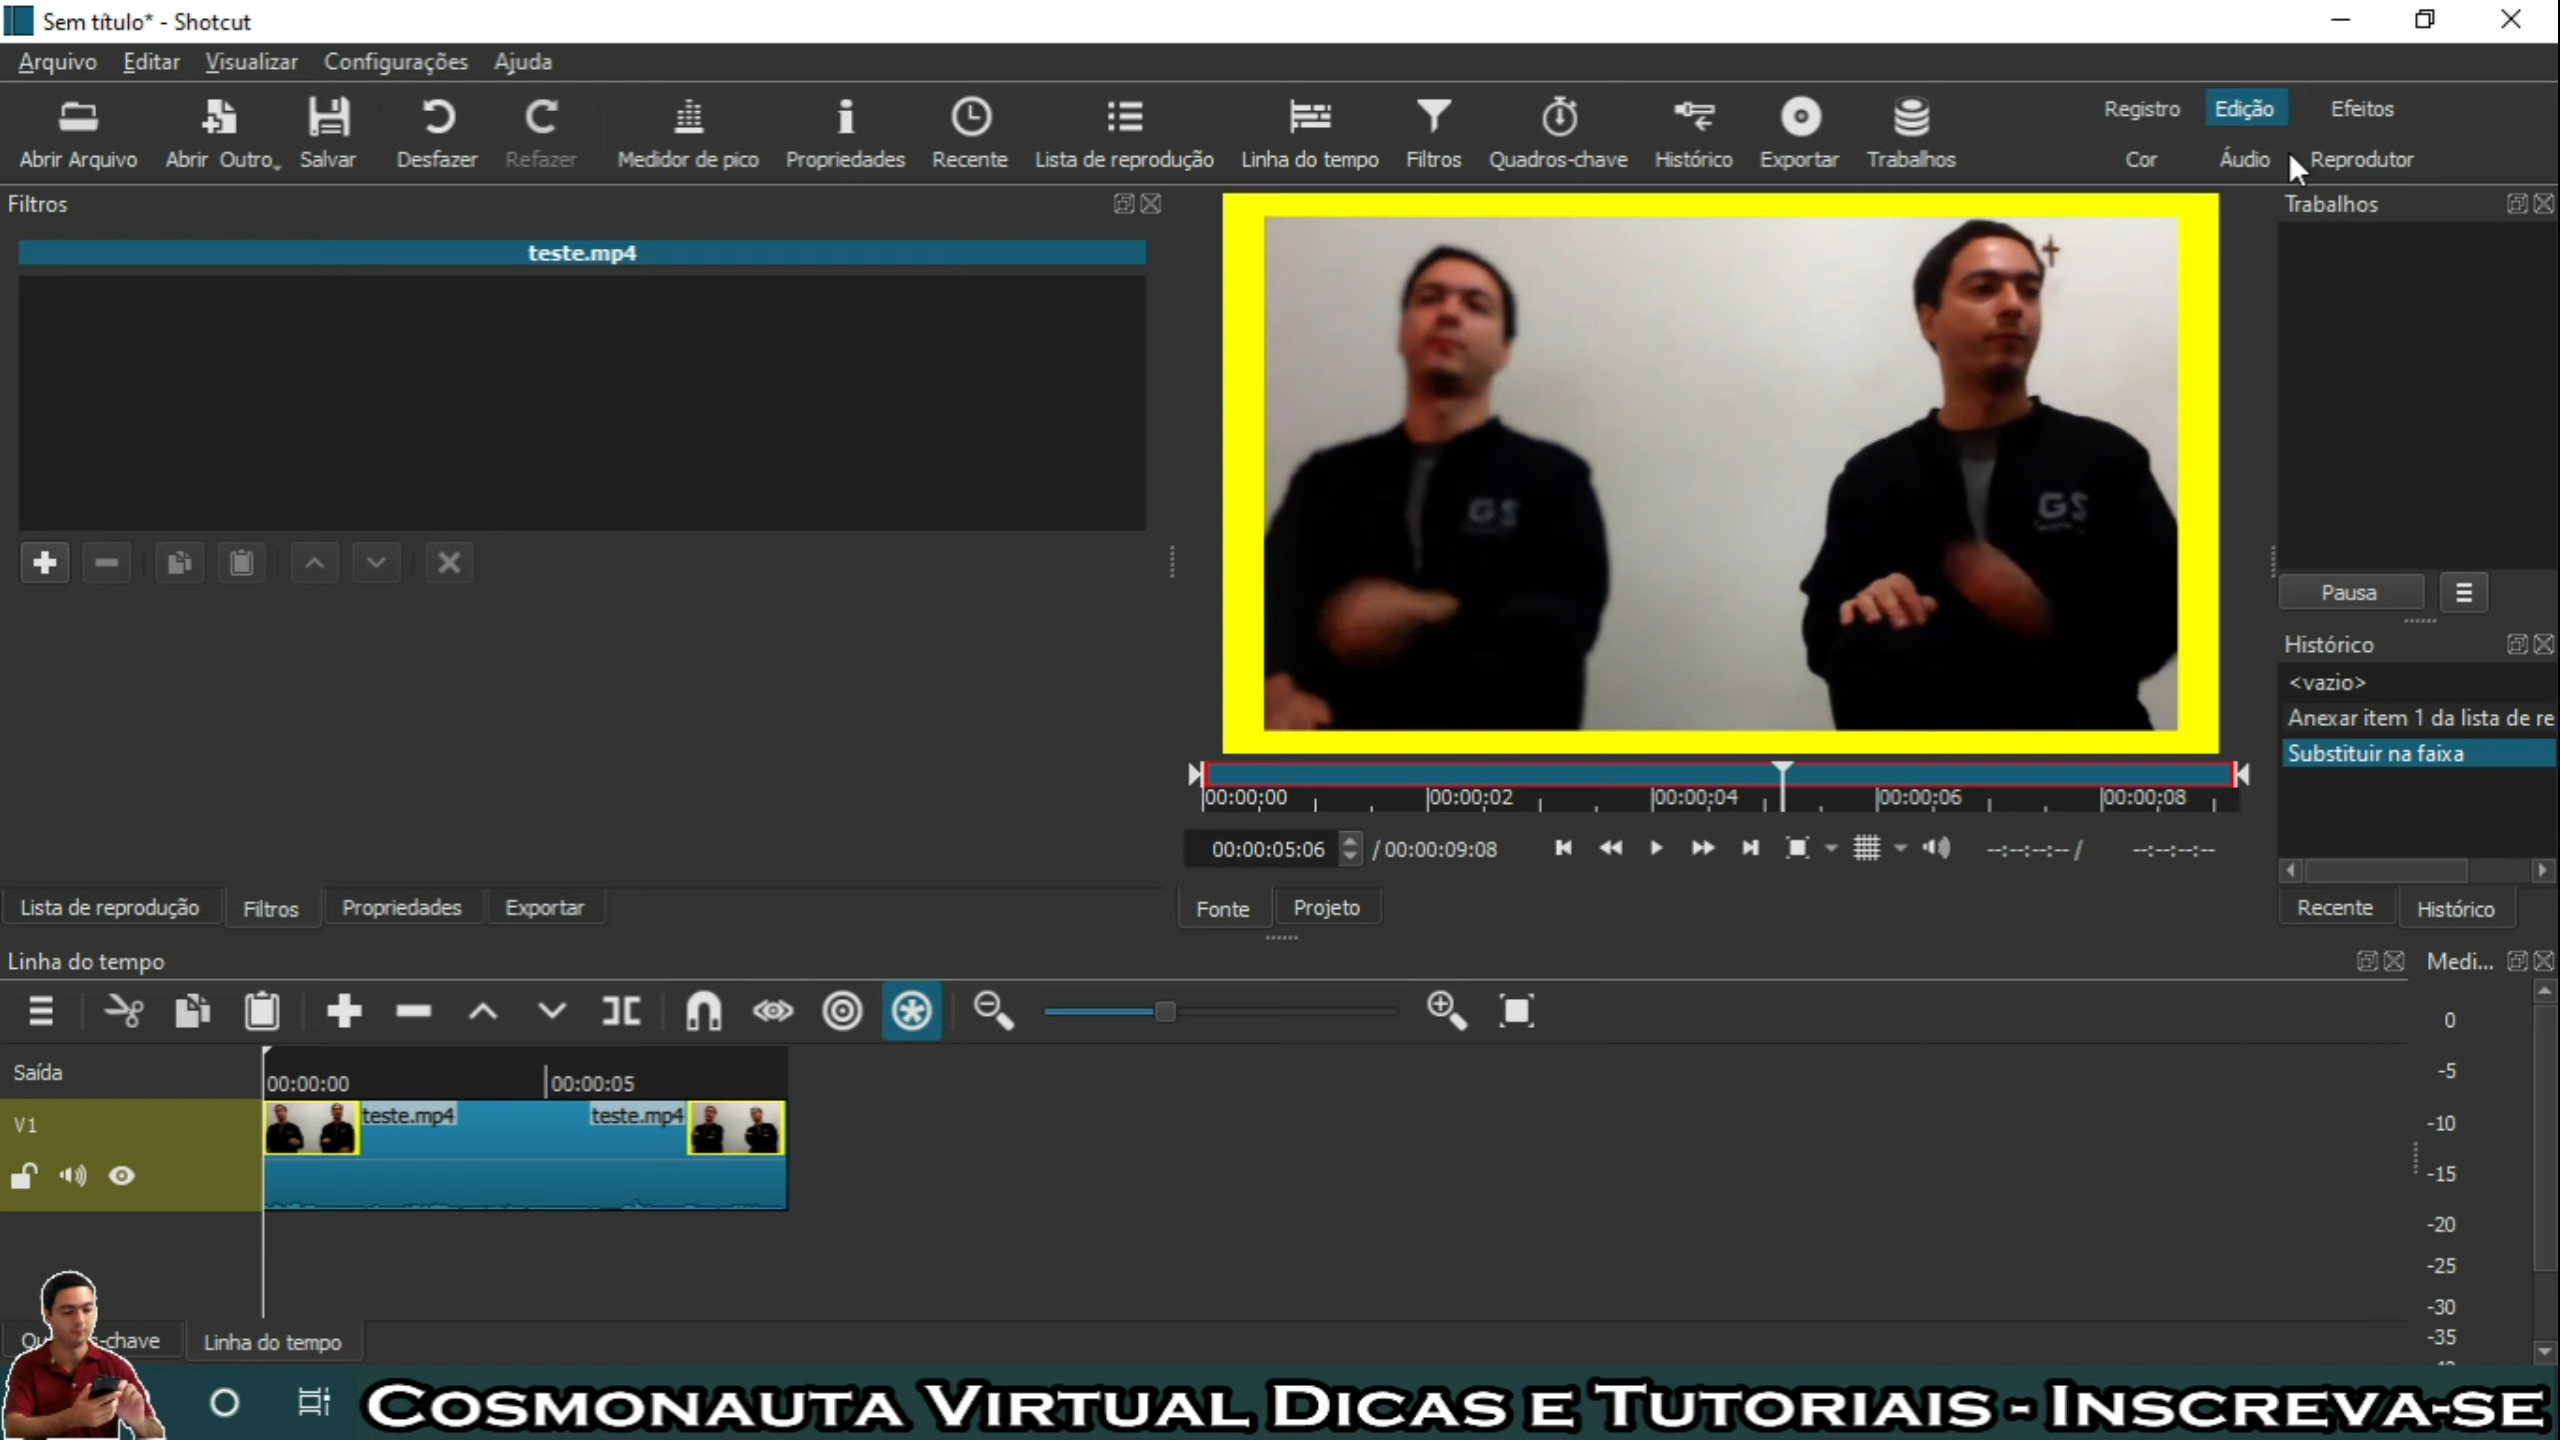 Sem título* - Shotcut
Arquivo Editar Visualizar Configurações Ajuda
Abrir Arquivo Abrir Outro Salvar Desfazer Refazer Medidor de pico Propriedades Recente Lista de reprodução Linha do tempo Filtros Quadros-chave Histórico Exportar Trabalhos
Registro Edição Efeitos
Cor Áudio Reprodutor
Filtros
teste.mp4
GS
GS
00:00:00 00:00:02 00:00:04 00:00:06 00:00:08
00:00:05:06 / 00:00:09:08 --:--:--:-- / --:--:--:--
Lista de reprodução Filtros Propriedades Exportar
Fonte Projeto
Trabalhos
Pausa
Histórico
<vazio>
Anexar item 1 da lista de re
Substituir na faixa
Recente Histórico
Linha do tempo
Medi...
Saída
00:00:00 00:00:05
V1
teste.mp4 teste.mp4
0
-5
-10
-15
-20
-25
-30
-35
-chave Linha do tempo
Cosmonauta Virtual Dicas e Tutoriais - Inscreva-se